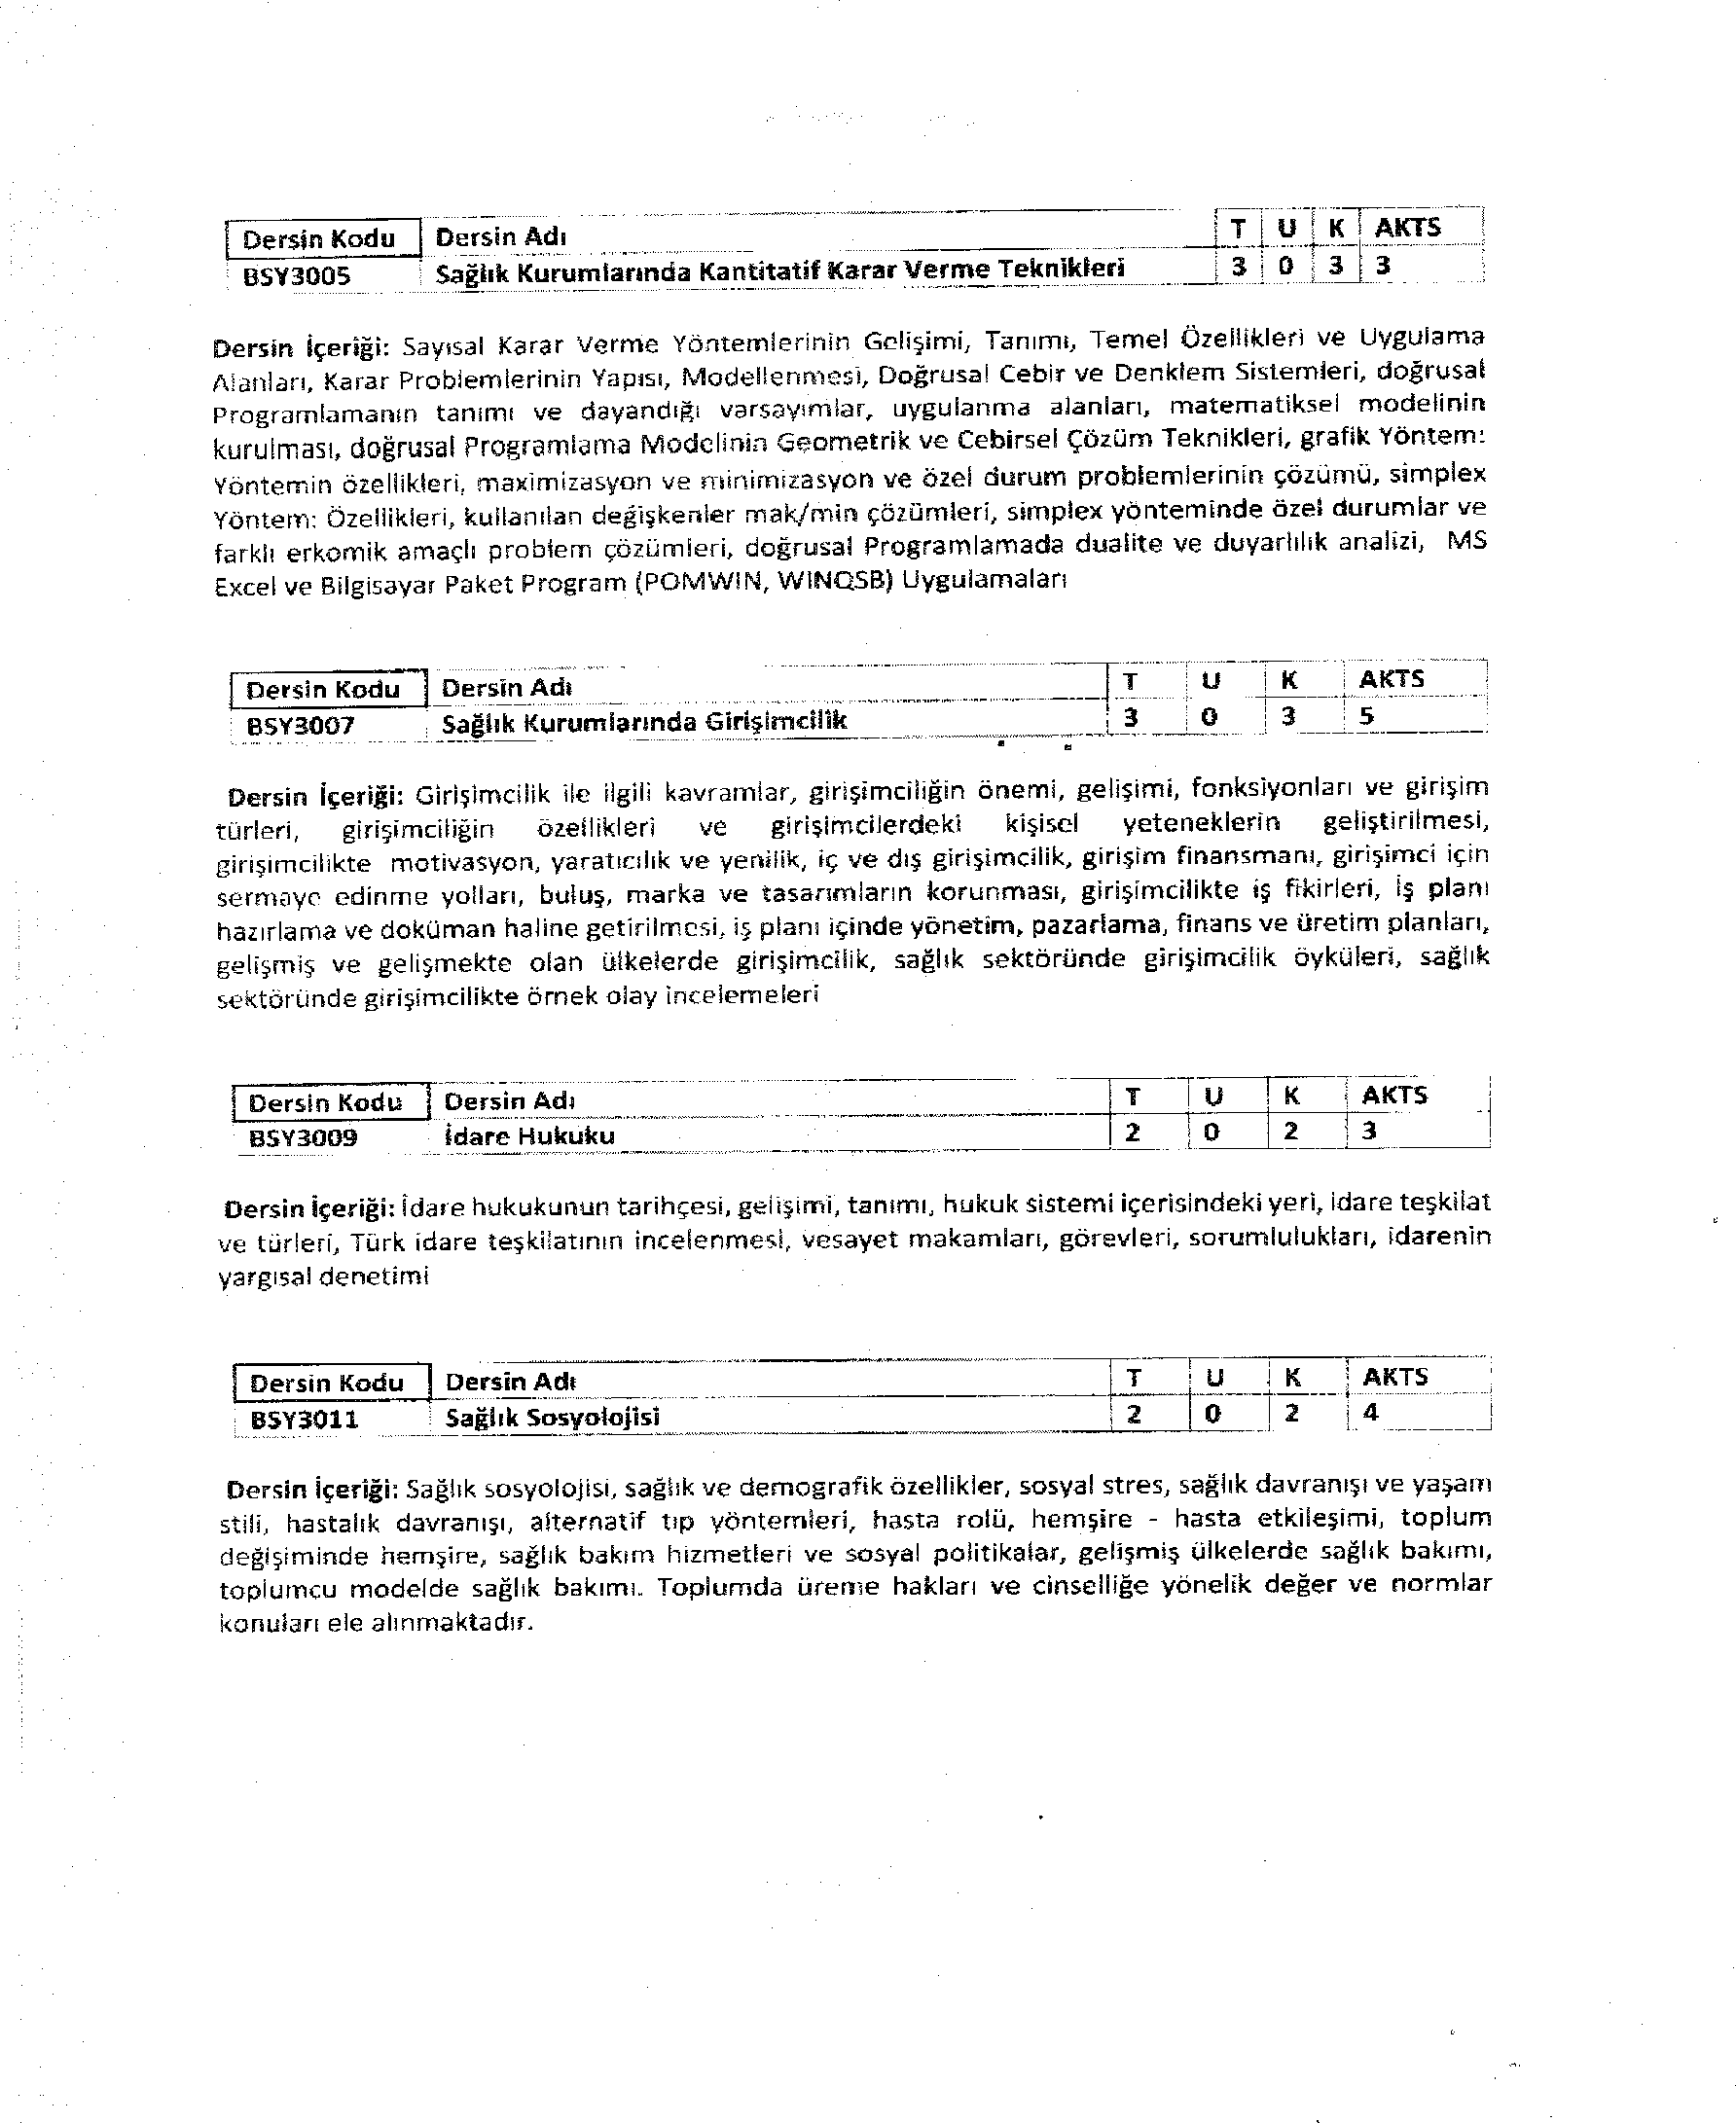 Dersin Kodu Dersin Adı T U K AKTS
BSY3005 Sağlık Kurumlarında Kantitatif Karar Verme Teknikleri 3 0 3 3
Dersin İçeriği: Sayısal Karar Verme Yöntemlerinin Gelişimi, Tanımı, Temel Özellikleri ve Uygulama
Alanları, Karar Problemlerinin Yapısı, Modellenmesi, Doğrusal Cebir ve Denklem Sistemleri, doğrusal
Programlamanın tanımı ve dayandığı varsayımlar, uygulanma alanları, matematiksel modelinin
kurulması, doğrusal Programlama Modelinin Geometrik ve Cebirsel Çözüm Teknikleri, grafik Yöntem:
Yöntemin özellikleri, maximizasyon ve minimizasyon ve özel durum problemlerinin çözümü, simplex
Yöntem: Özellikleri, kullanılan değişkenler mak/min çözümleri, simplex yönteminde özel durumlar ve
farklı erkomik amaçlı problem çözümleri, doğrusal Programlamada dualite ve duyarlılık analizi, MS
Excel ve Bilgisayar Paket Program (POMWIN, WINQSB) Uygulamaları
Dersin Kodu Dersin Adı T U K AKTS
BSY3007 Sağlık Kurumlarında Girişimcilik 3 0 3 5
Dersin İçeriği: Girişimcilik ile ilgili kavramlar, girişimciliğin önemi, gelişimi, fonksiyonları ve girişim
türleri, girişimciliğin özellikleri ve girişimcilerdeki kişisel yeteneklerin geliştirilmesi,
girişimcilikte motivasyon, yaratıcılık ve yenilik, iç ve dış girişimcilik, girişim finansmanı, girişimci için
sermaye edinme yolları, buluş, marka ve tasarımların korunması, girişimcilikte iş fikirleri, iş planı
hazırlama ve doküman haline getirilmesi, iş planı içinde yönetim, pazarlama, finans ve üretim planları,
gelişmiş ve gelişmekte olan ülkelerde girişimcilik, sağlık sektöründe girişimcilik öyküleri, sağlık
sektöründe girişimcilikte örnek olay incelemeleri
Dersin Kodu Dersin Adı T U K AKTS
BSY3009 İdare Hukuku 2 0 2 3
Dersin İçeriği: İdare hukukunun tarihçesi, gelişimi, tanımı, hukuk sistemi içerisindeki yeri, idare teşkilat
ve türleri, Türk idare teşkilatının incelenmesi, vesayet makamları, görevleri, sorumlulukları, idarenin
yargısal denetimi
Dersin Kodu Dersin Adı T U K AKTS
BSY3011 Sağlık Sosyolojisi 2 0 2 4
Dersin İçeriği: Sağlık sosyolojisi, sağlık ve demografik özellikler, sosyal stres, sağlık davranışı ve yaşam
stili, hastalık davranışı, alternatif tıp yöntemleri, hasta rolü, hemşire - hasta etkileşimi, toplum
değişiminde hemşire, sağlık bakım hizmetleri ve sosyal politikalar, gelişmiş ülkelerde sağlık bakımı,
toplumcu modelde sağlık bakımı. Toplumda üreme hakları ve cinselliğe yönelik değer ve normlar
konuları ele alınmaktadır.